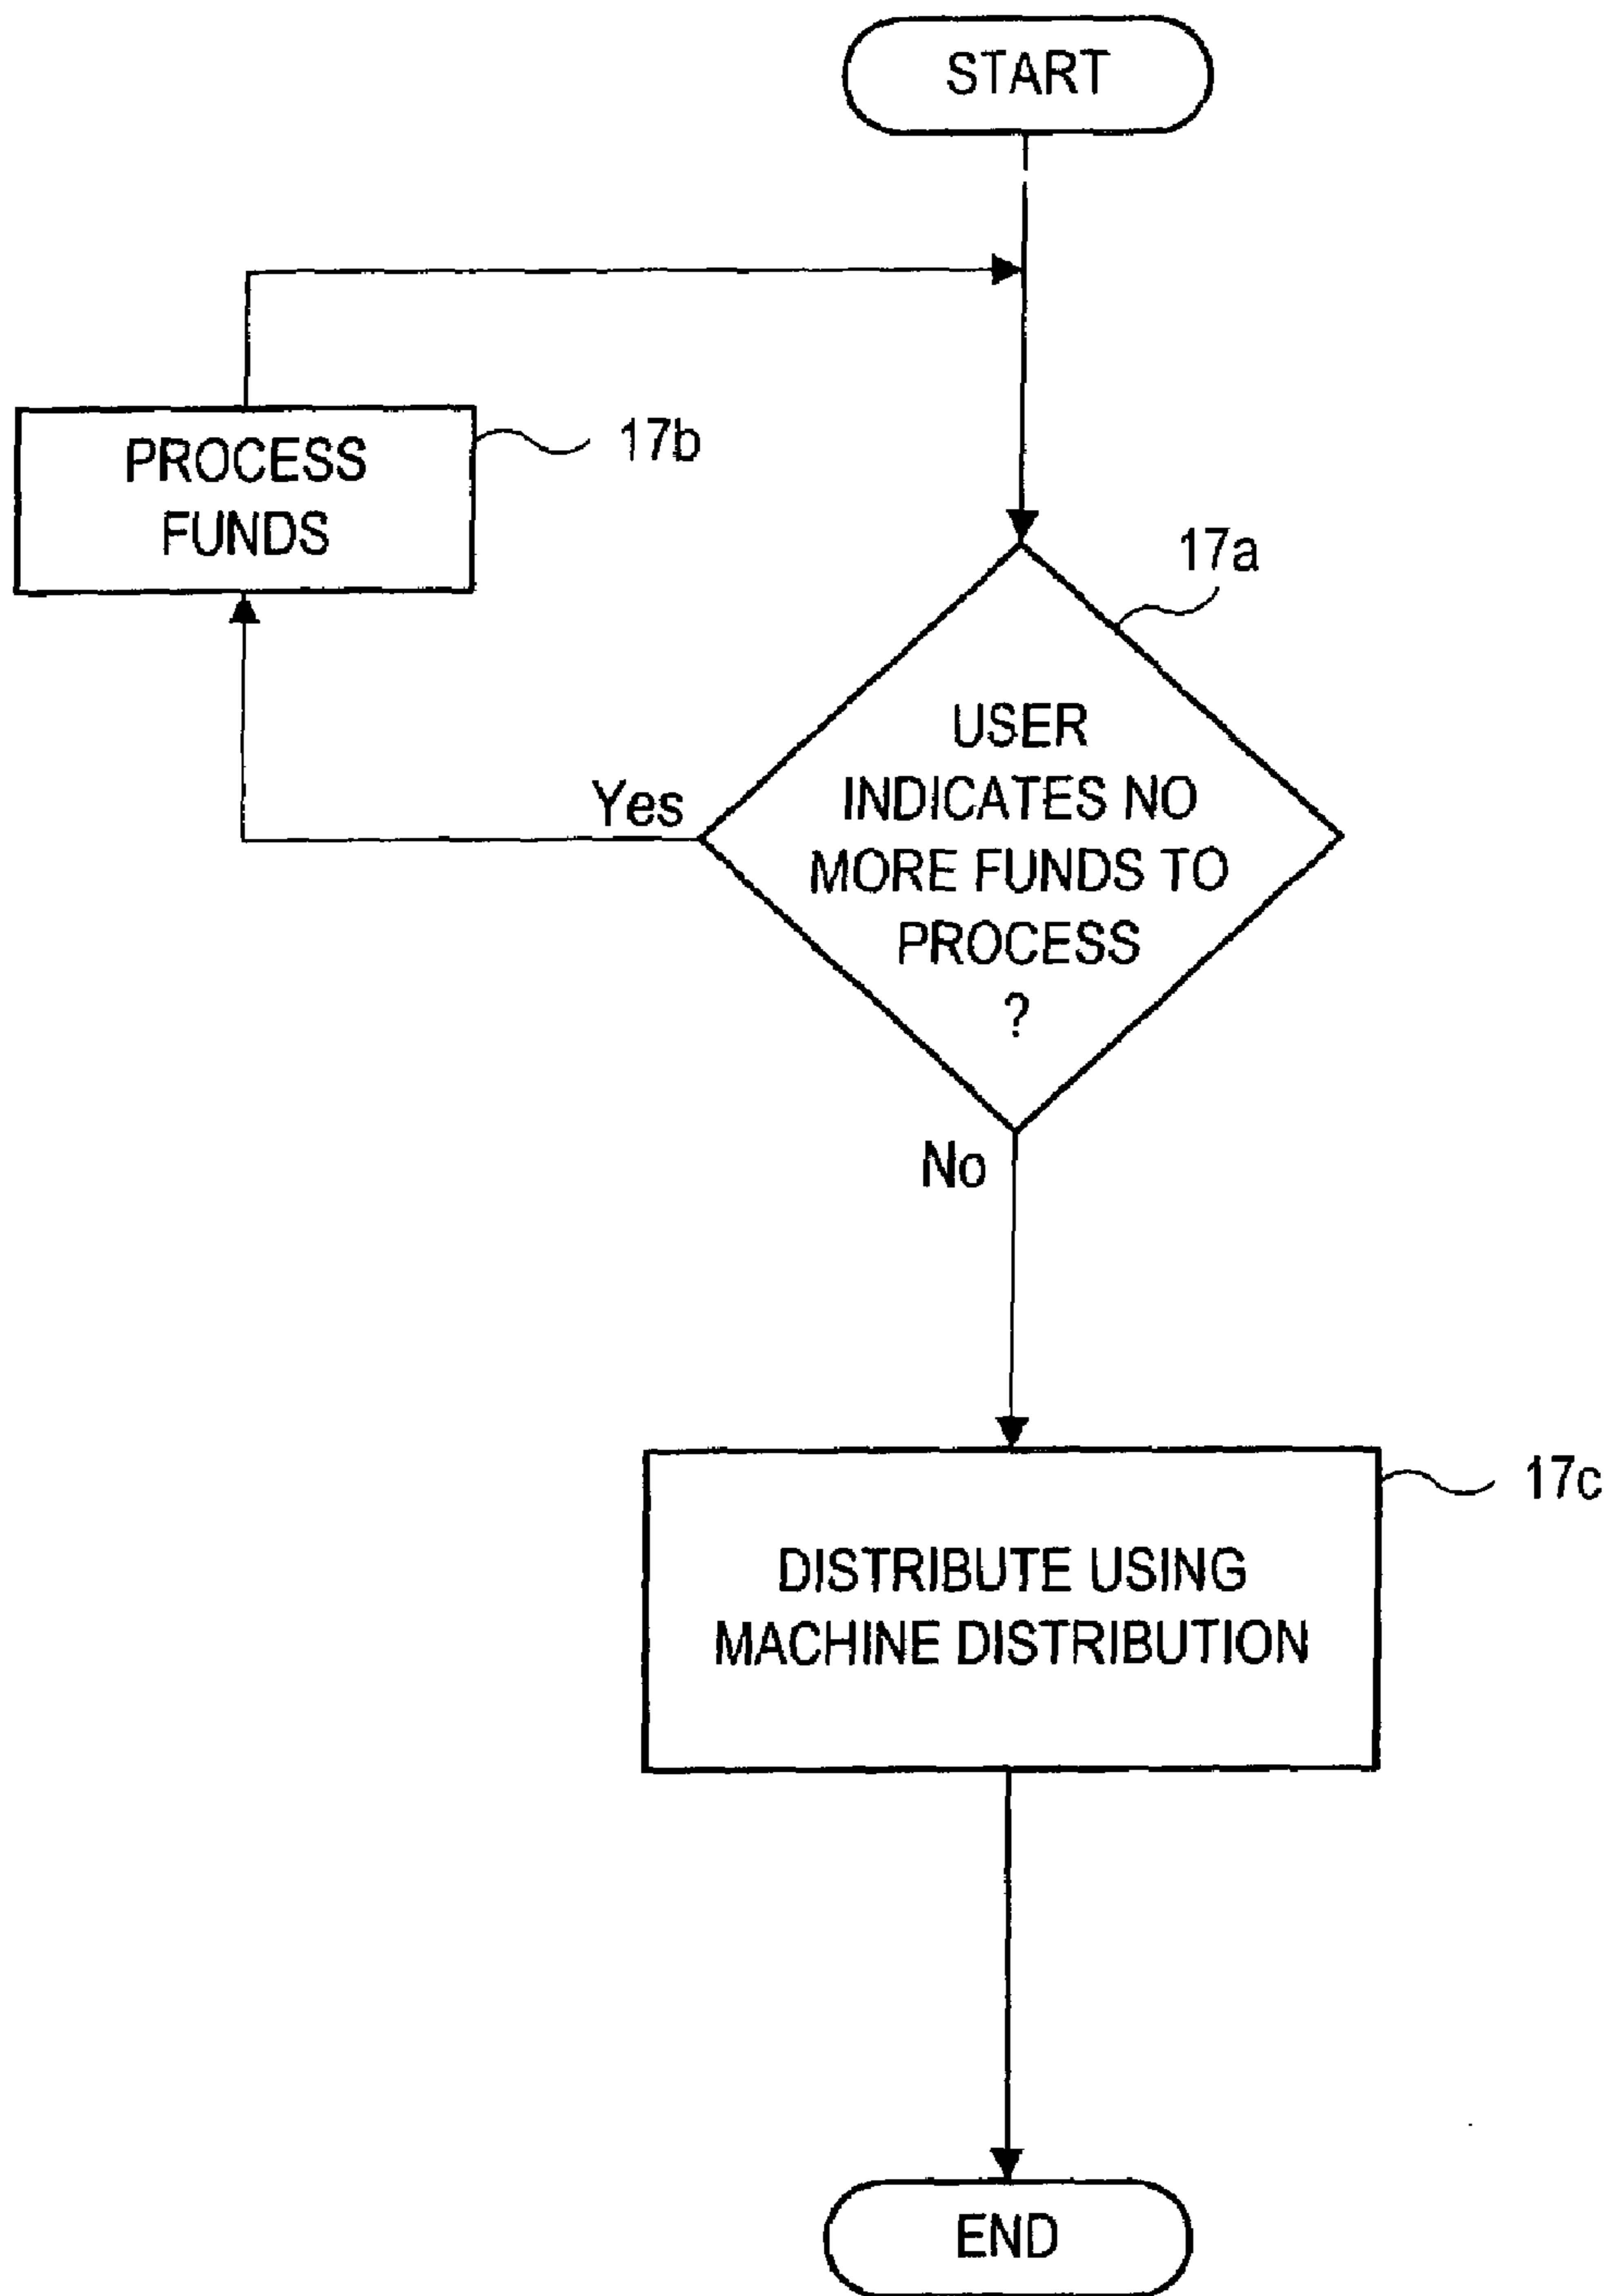 START
PROCESS
FUNDS
17b
17a
USER
INDICATES NO
MORE FUNDS TO
PROCESS
?
Yes
No
17c
DISTRIBUTE USING
MACHINE DISTRIBUTION
END